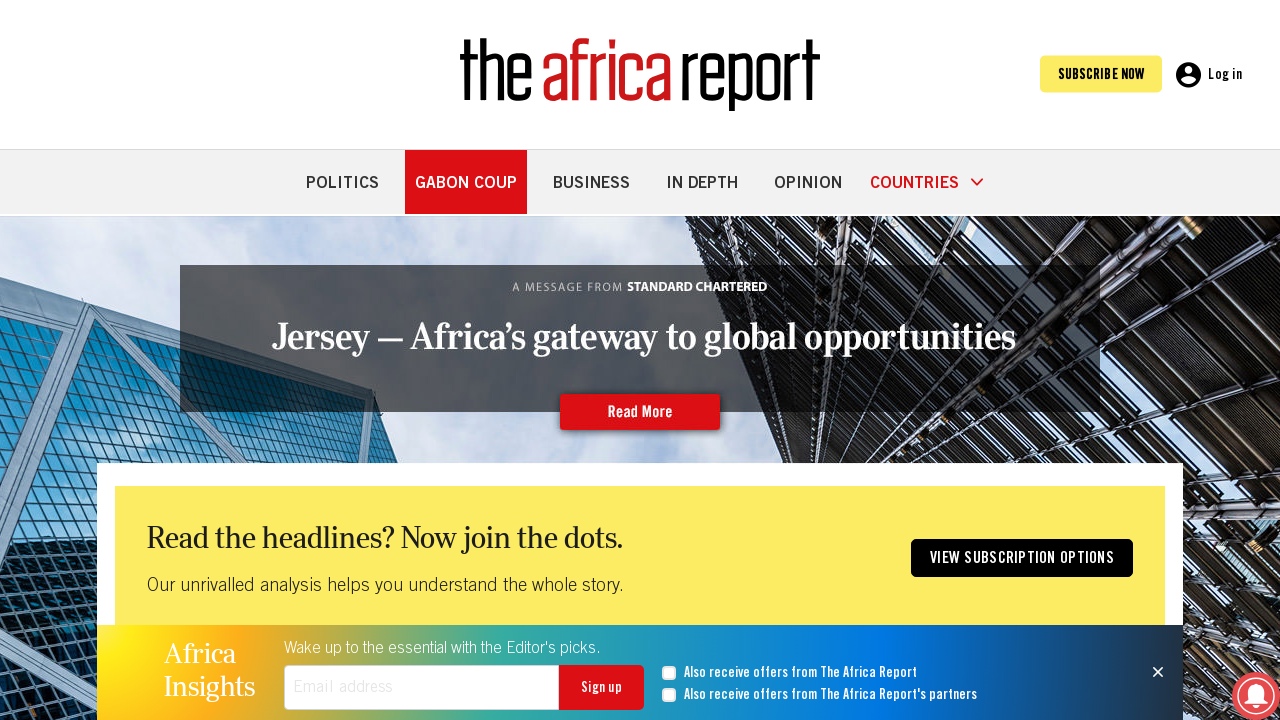 the africa report
SUBSCRIBE NOW
Log in
POLITICS
GABON COUP
BUSINESS
IN DEPTH
OPINION
COUNTRIES
A MESSAGE FROM STANDARD CHARTERED
Jersey — Africa’s gateway to global opportunities
Read More
Read the headlines? Now join the dots.
Our unrivalled analysis helps you understand the whole story.
VIEW SUBSCRIPTION OPTIONS
Africa
Insights
Wake up to the essential with the Editor's picks.
Email address
Sign up
Also receive offers from The Africa Report
Also receive offers from The Africa Report's partners